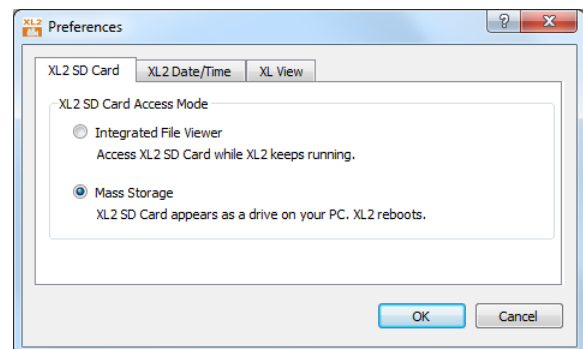 XL2
Preferences
?
X
XL2 SD Card
XL2 Date/Time
XL View
XL2 SD Card Access Mode
Integrated File Viewer
Access XL2 SD Card while XL2 keeps running.
Mass Storage
XL2 SD Card appears as a drive on your PC. XL2 reboots.
OK
Cancel